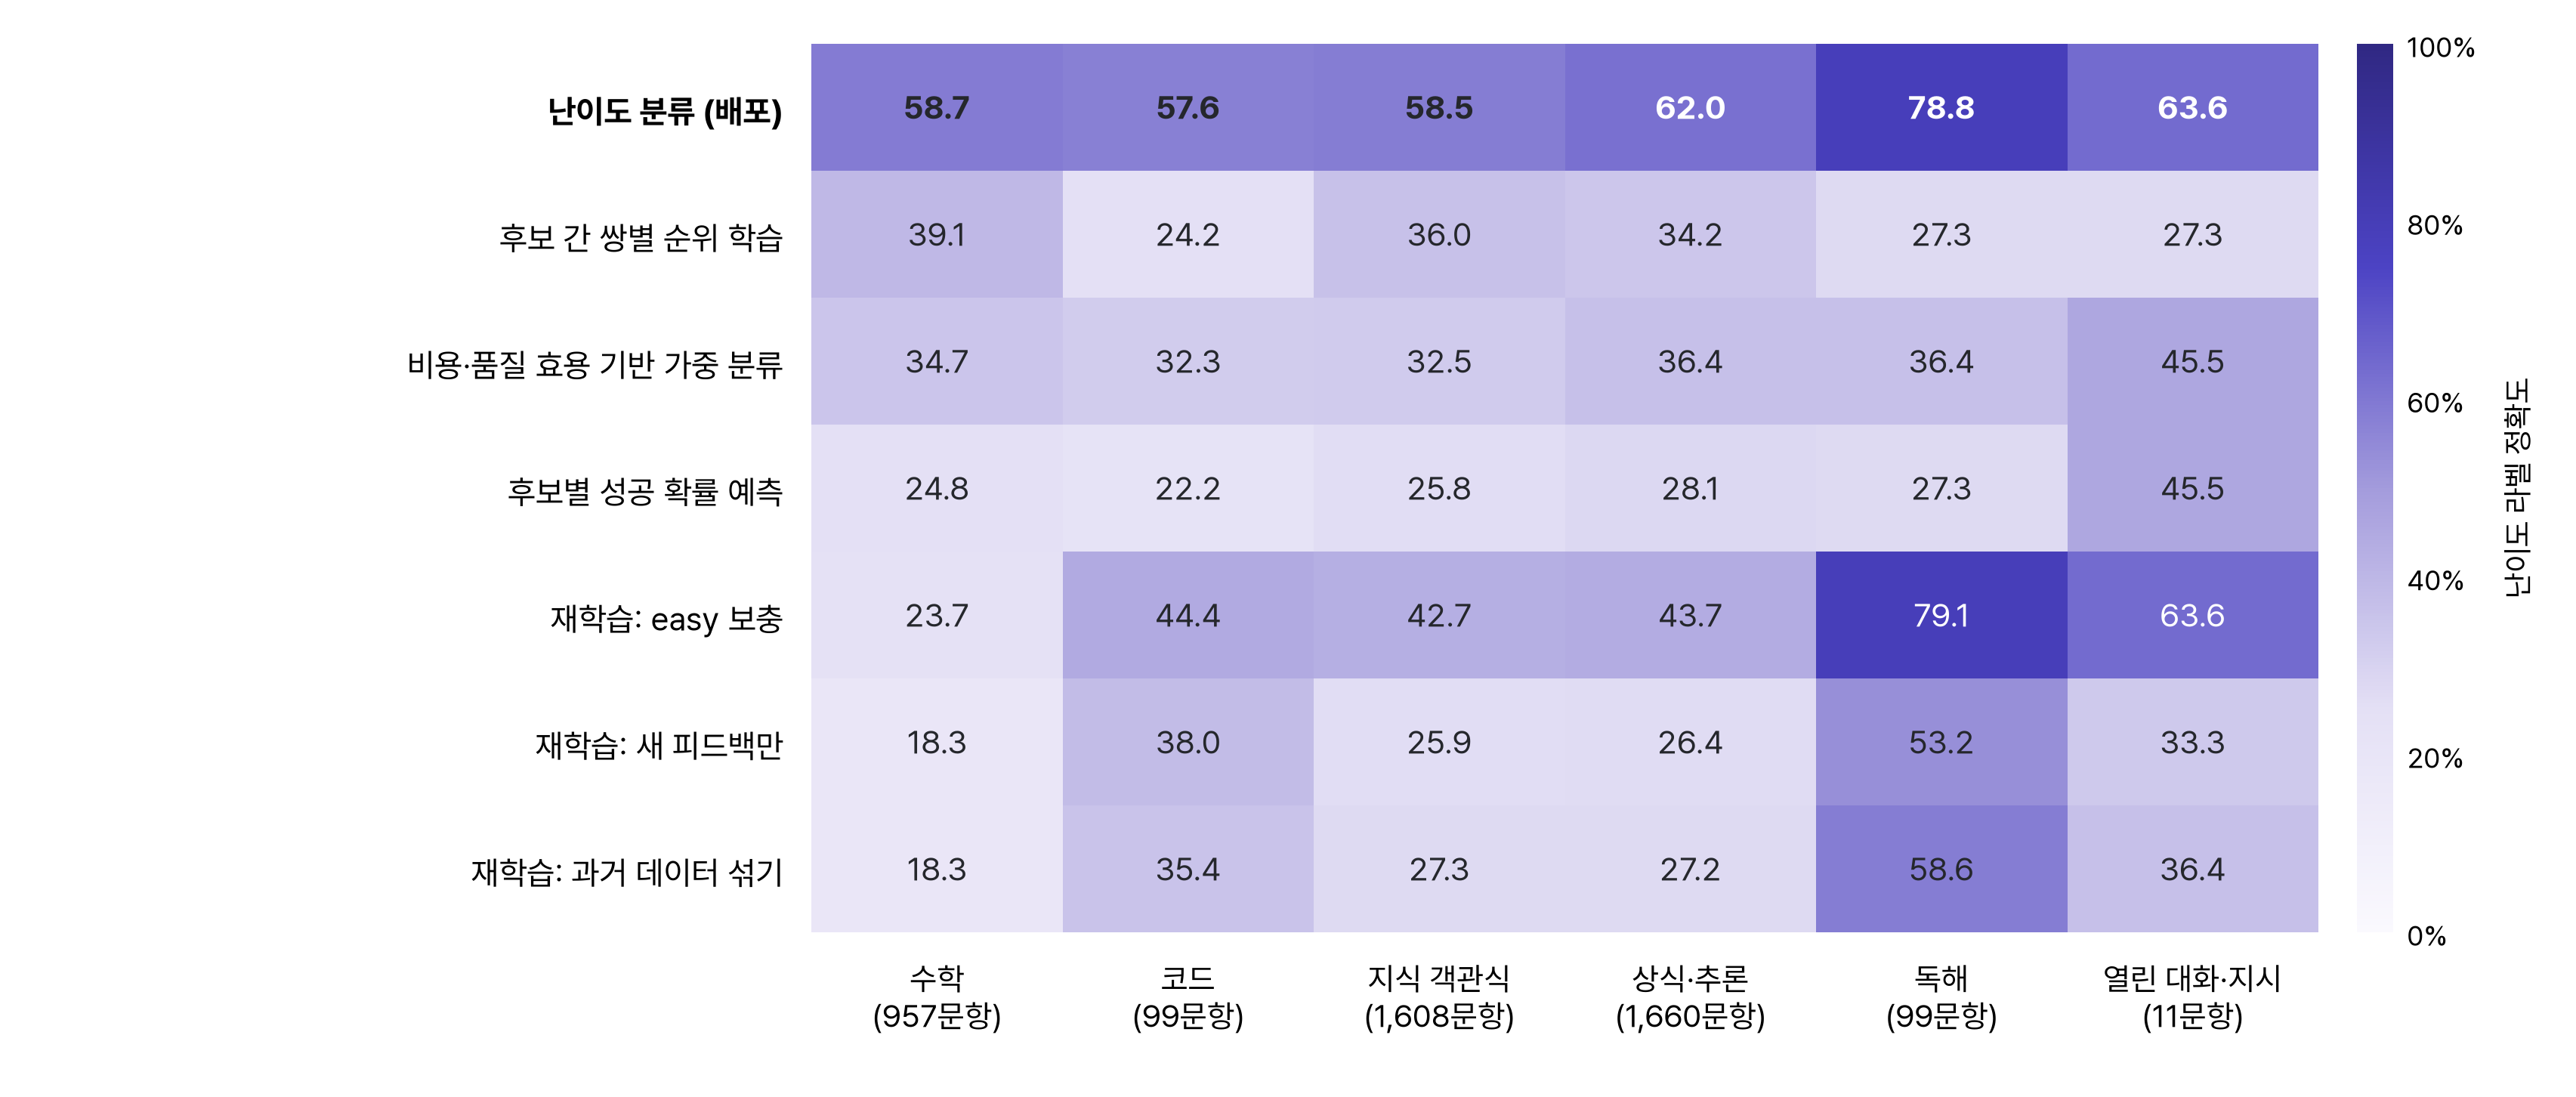 난이도 분류 (배포) 58.7 57.6 58.5 62.0 78.8 63.6
후보 간 쌍별 순위 학습 39.1 24.2 36.0 34.2 27.3 27.3
비용·품질 효용 기반 가중 분류 34.7 32.3 32.5 36.4 36.4 45.5
후보별 성공 확률 예측 24.8 22.2 25.8 28.1 27.3 45.5
재학습: easy 보충 23.7 44.4 42.7 43.7 79.1 63.6
재학습: 새 피드백만 18.3 38.0 25.9 26.4 53.2 33.3
재학습: 과거 데이터 섞기 18.3 35.4 27.3 27.2 58.6 36.4
수학 코드 지식 객관식 상식·추론 독해 열린 대화·지시
(957문항) (99문항) (1,608문항) (1,660문항) (99문항) (11문항)
100%
80%
60%
40%
20%
0%
난이도 라벨 정확도